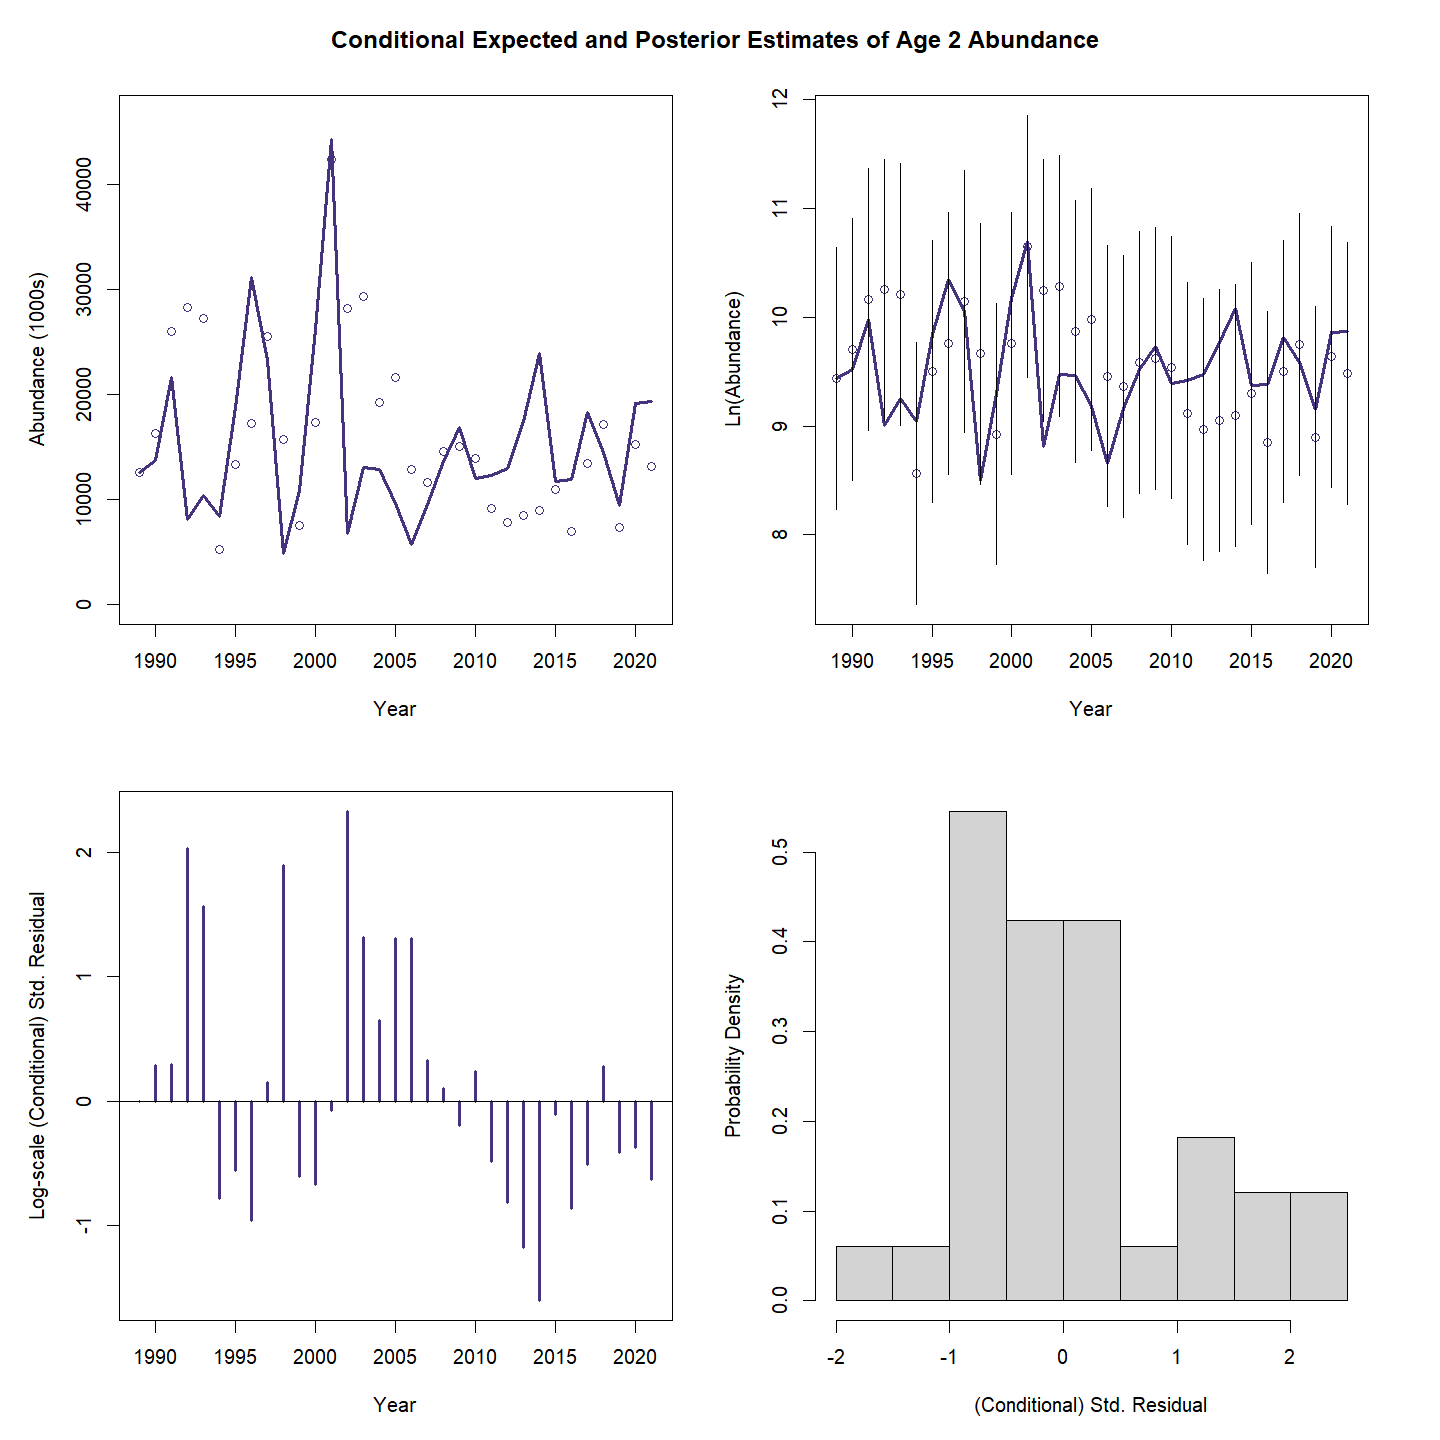 Conditional Expected and Posterior Estimates of Age 2 Abundance
Abundance (1000s)
0 10000 20000 30000 40000
1990 1995 2000 2005 2010 2015 2020
Year
Ln(Abundance)
8 9 10 11 12
1990 1995 2000 2005 2010 2015 2020
Year
Log-scale (Conditional) Std. Residual
-1 0 1 2
1990 1995 2000 2005 2010 2015 2020
Year
Probability Density
0.0 0.1 0.2 0.3 0.4 0.5
-2 -1 0 1 2
(Conditional) Std. Residual